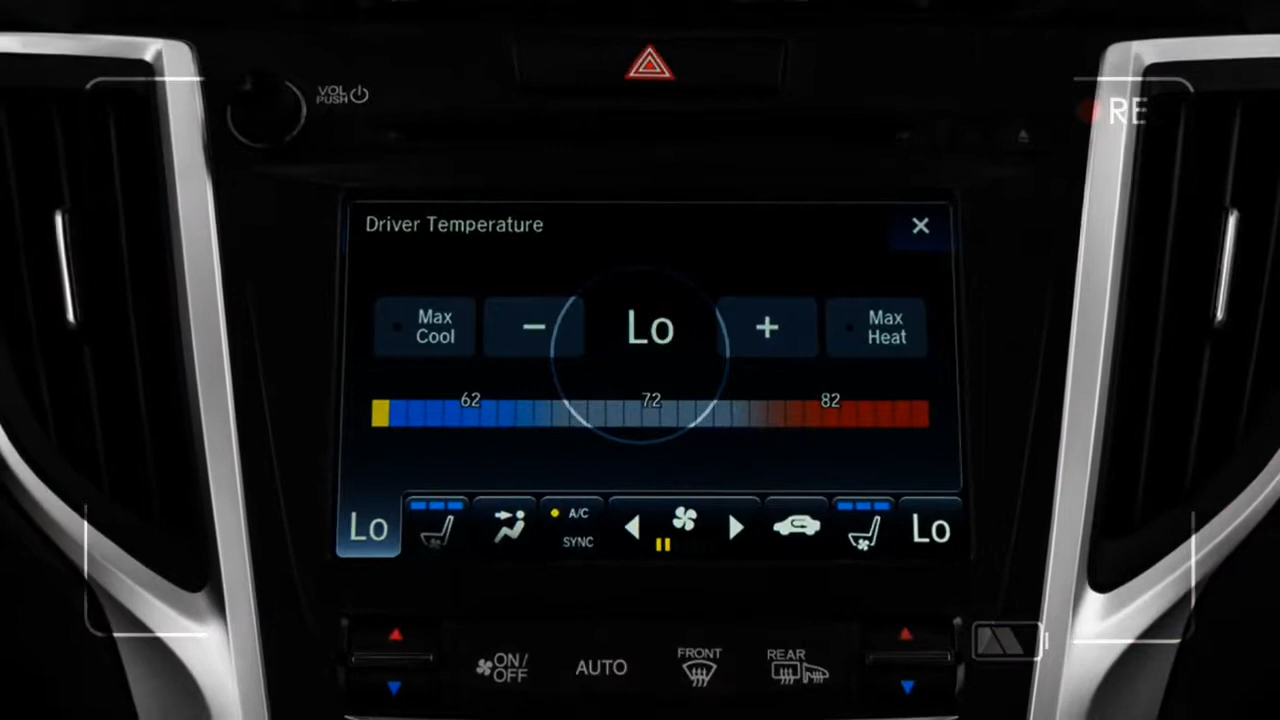 VOL
PUSH
RE
Driver Temperature
Max
Cool
Lo
Max
Heat
62 72 82
Lo
A/C
SYNC
Lo
ON/
OFF
AUTO
FRONT
REAR